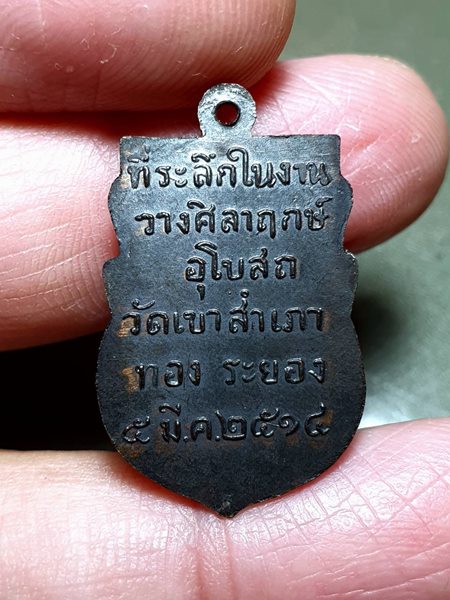 ที่ระลึกในงาน
วางศิลาฤกษ์
อุโบสถ
วัดเขาสำเภา
ทอง ระยอง
๕ มี.ค.๒๕๑๔